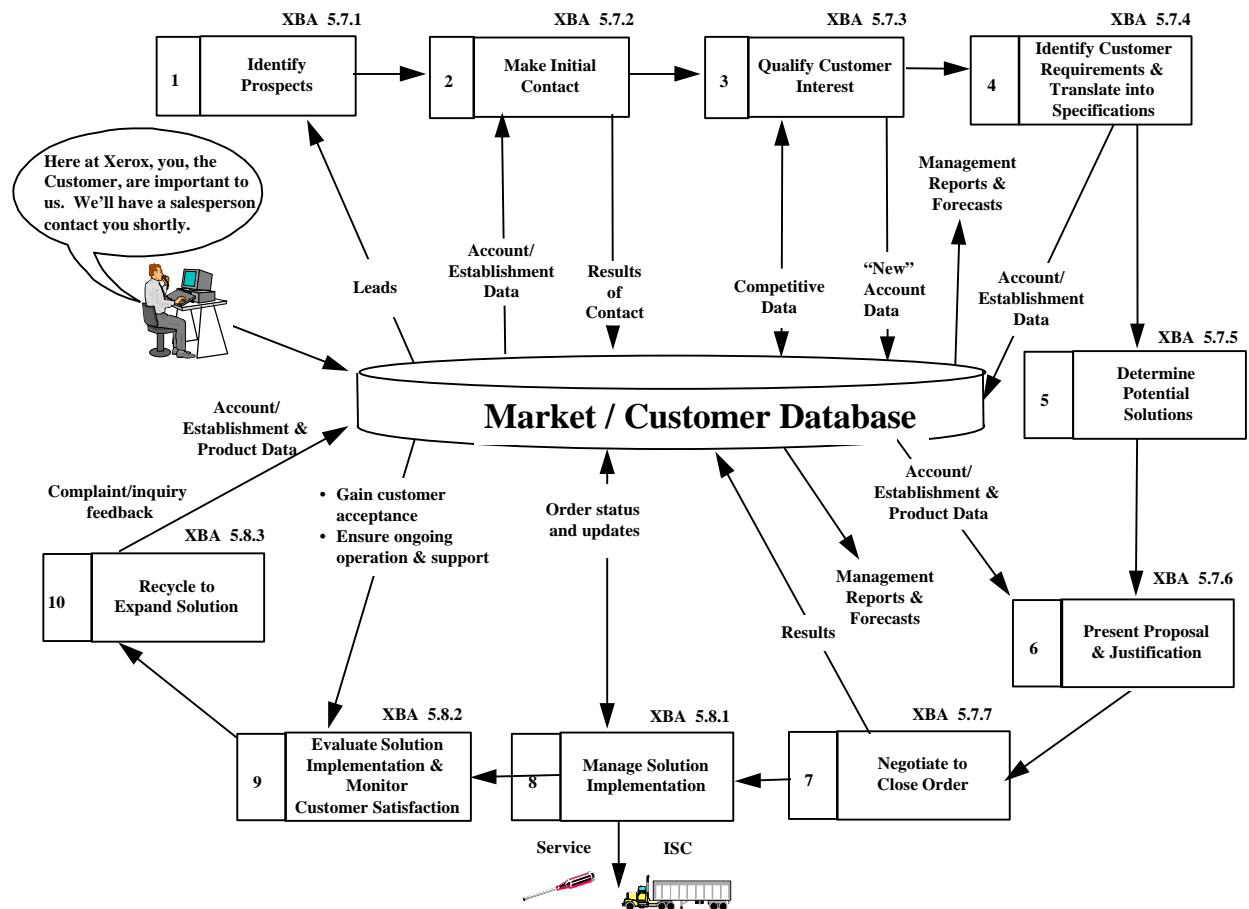 XBA 5.7.1
1
Identify
Prospects
XBA 5.7.2
2
Make Initial
Contact
XBA 5.7.3
3
Qualify Customer
Interest
XBA 5.7.4
4
Identify Customer
Requirements &
Translate into
Specifications
Here at Xerox, you, the
Customer, are important to
us. We'll have a salesperson
contact you shortly.
Leads
Account/
Establishment
Data
Results
of
Contact
Competitive
Data
“New”
Account
Data
Management
Reports &
Forecasts
Account/
Establishment
Data
XBA 5.7.5
5
Determine
Potential
Solutions
Market / Customer Database
Account/
Establishment &
Product Data
Complaint/inquiry
feedback
• Gain customer
acceptance
• Ensure ongoing
operation & support
Order status
and updates
Account/
Establishment &
Product Data
Management
Reports &
Forecasts
Results
XBA 5.8.3
10
Recycle to
Expand Solution
XBA 5.7.6
6
Present Proposal
& Justification
XBA 5.8.2
9
Evaluate Solution
Implementation &
Monitor
Customer Satisfaction
XBA 5.8.1
8
Manage Solution
Implementation
XBA 5.7.7
7
Negotiate to
Close Order
Service
ISC